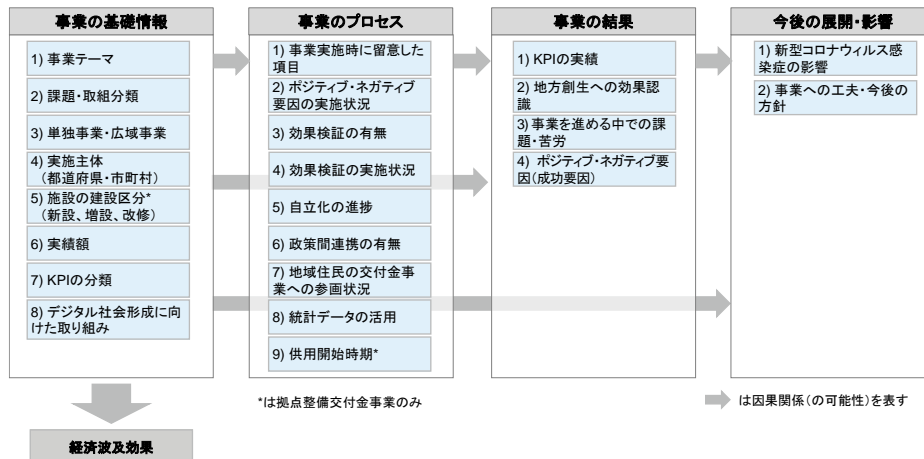 事業の基礎情報
1) 事業テーマ
2) 課題・取組分類
3) 単独事業・広域事業
4) 実施主体
(都道府県・市町村)
5) 施設の建設区分*
(新設、増設、改修)
6) 実績額
7) KPIの分類
8) デジタル社会形成に向
けた取り組み
事業のプロセス
1) 事業実施時に留意した
項目
2) ポジティブ・ネガティブ
要因の実施状況
3) 効果検証の有無
4) 効果検証の実施状況
5) 自立化の進捗
6) 政策間連携の有無
7) 地域住民の交付金事
業への参画状況
8) 統計データの活用
9) 供用開始時期*
事業の結果
1) KPIの実績
2) 地方創生への効果認
識
3) 事業を進める中での課
題・苦労
4) ポジティブ・ネガティブ要
因(成功要因)
今後の展開・影響
1) 新型コロナウィルス感
染症の影響
2) 事業への工夫・今後の
方針
*は拠点整備交付金事業のみ
は因果関係(の可能性)を表す
経済波及効果